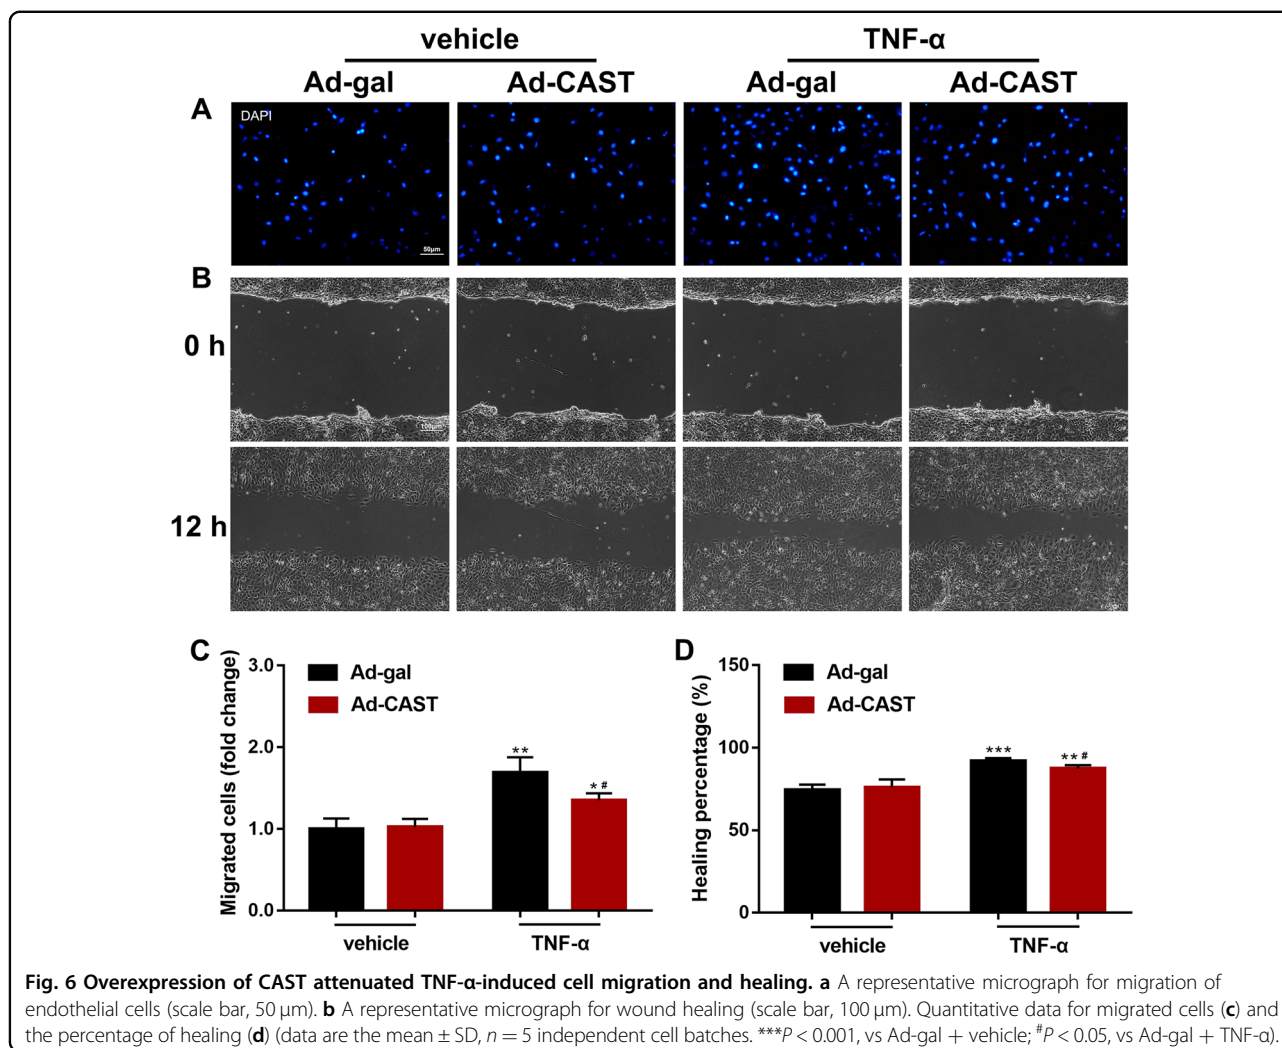 vehicle TNF-α
Ad-gal Ad-CAST Ad-gal Ad-CAST
A
DAPI
50μm
B
0 h
100μm
12 h
C
Migrated cells (fold change)
3.0
2.0
1.0
0.0
Ad-gal
Ad-CAST
**
* #
vehicle TNF-α
D
Healing percentage (%)
150
100
50
0
Ad-gal
Ad-CAST
***
** #
vehicle TNF-α
Fig. 6 Overexpression of CAST attenuated TNF-α-induced cell migration and healing. a A representative micrograph for migration of
endothelial cells (scale bar, 50 μm). b A representative micrograph for wound healing (scale bar, 100 μm). Quantitative data for migrated cells (c) and
the percentage of healing (d) (data are the mean ± SD, n = 5 independent cell batches. ***P < 0.001, vs Ad-gal + vehicle; #P < 0.05, vs Ad-gal + TNF-α).